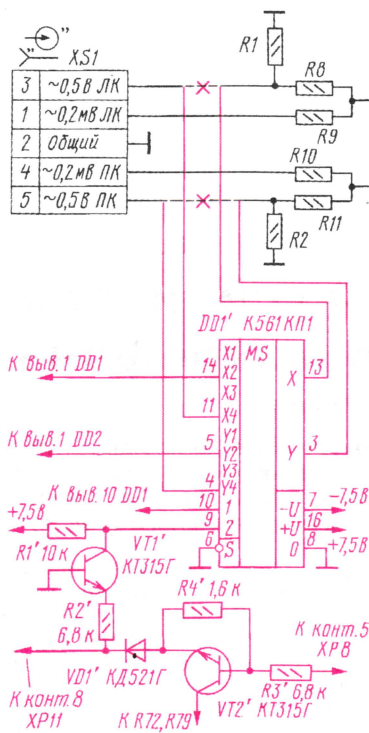 "
XS1
R1
3 ~0,5В ЛК
R8
1 ~0,2мВ ЛК
R9
2 Общий
R10
4 ~0,2мВ ПК
5 ~0,5В ПК
R11
R2
DD1' К561КП1
MS
X1
14 X2
К выв.1 DD1
X 13
X3
11 X4
Y1
5 Y2
К выв.1 DD2
Y 3
Y3
4 Y4
К выв.10 DD1
10 1
-U 7 -7,5В
9 2
+7,5В
+U 16
6 S
0 8 +7,5В
R1' 10к
VT1'
КТ315Г
R2'
6,8к
R4' 1,6к
К конт.5
XP8
VD1' КД521Г
К конт.8
XP11
R3' 6,8к
VT2' КТ315Г
К R72, R79